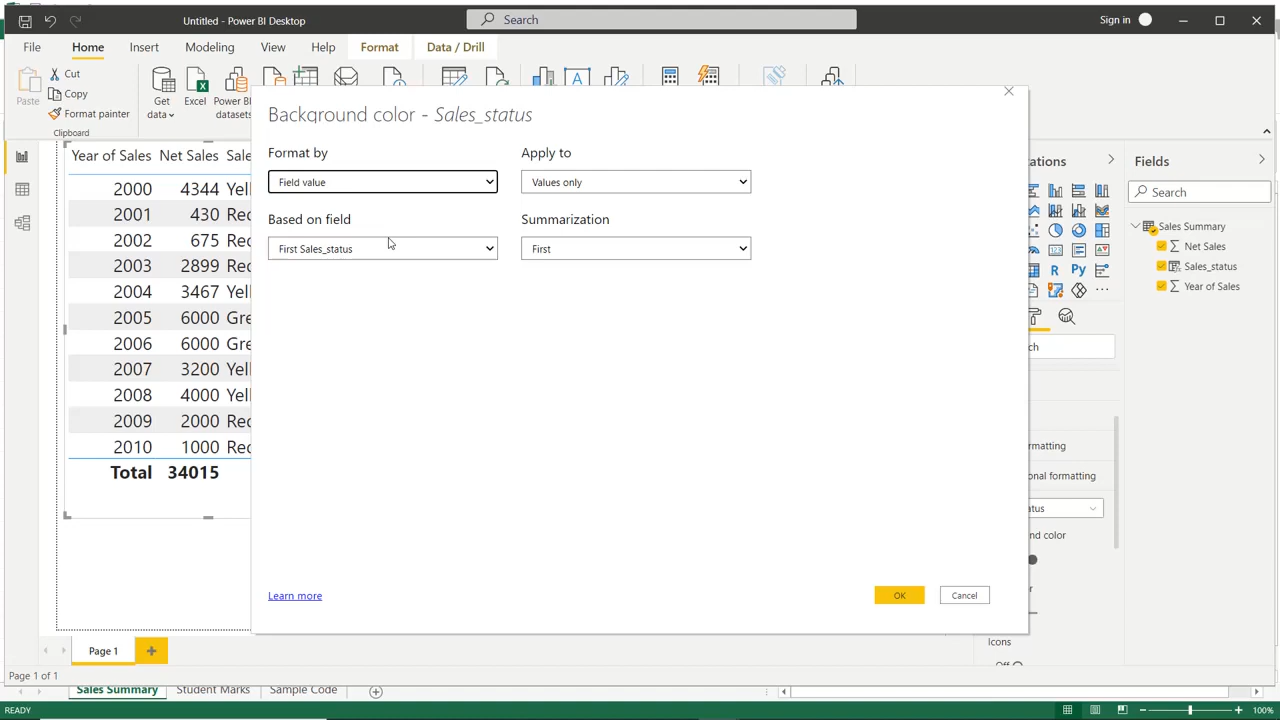 Untitled - Power BI Desktop
Search
Sign in
File
Home
Insert
Modeling
View
Help
Format
Data / Drill
Paste
Cut
Copy
Format painter
Clipboard
Get data
Excel
Power BI datasets
Background color - Sales_status
Format by
Apply to
Field value
Values only
Based on field
Summarization
First Sales_status
First
Learn more
OK
Cancel
Year of Sales Net Sales
2000 4344
2001 430
2002 675
2003 2899
2004 3467
2005 6000
2006 6000
2007 3200
2008 4000
2009 2000
2010 1000
Total 34015
Fields
Search
Sales Summary
Net Sales
Sales_status
Year of Sales
R
Py
Icons
Page 1
Page 1 of 1
Sales Summary
Student Marks
Sample Code
READY
100%